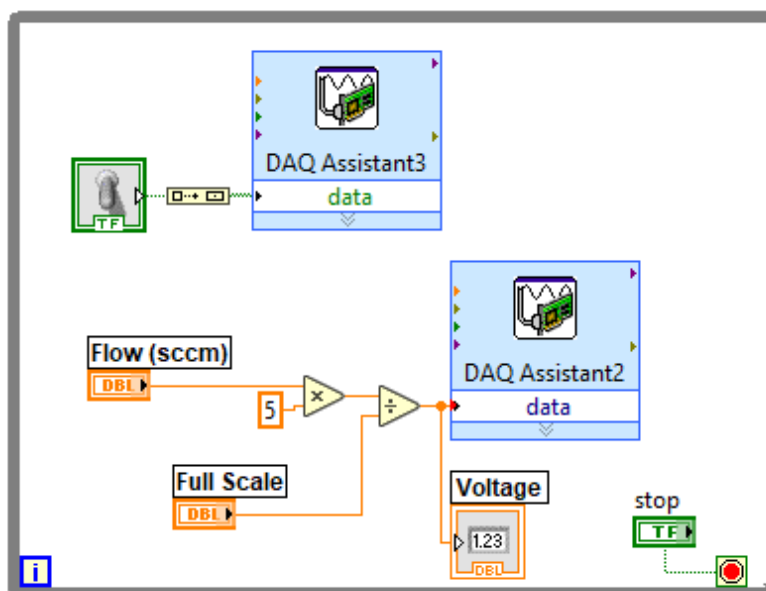 DAQ Assistant3
data
TF
DAQ Assistant2
data
Flow (sccm)
DBL
×
÷
5
Full Scale
DBL
Voltage
1.23
DBL
stop
TF
i